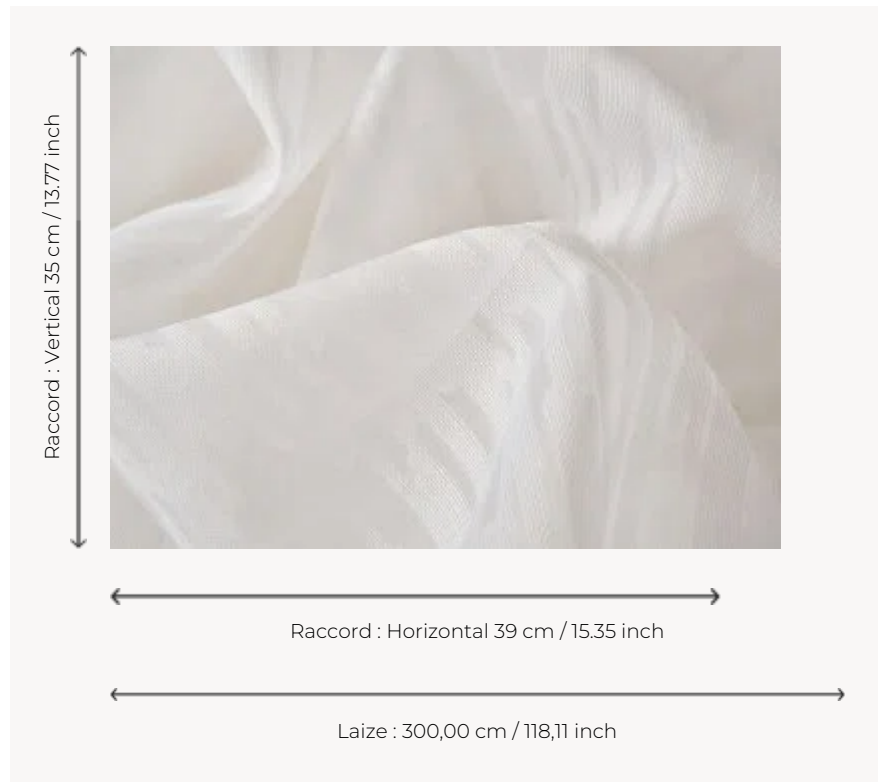 Raccord : Vertical 35 cm / 13.77 inch
Raccord : Horizontal 39 cm / 15.35 inch
Laize : 300,00 cm / 118,11 inch